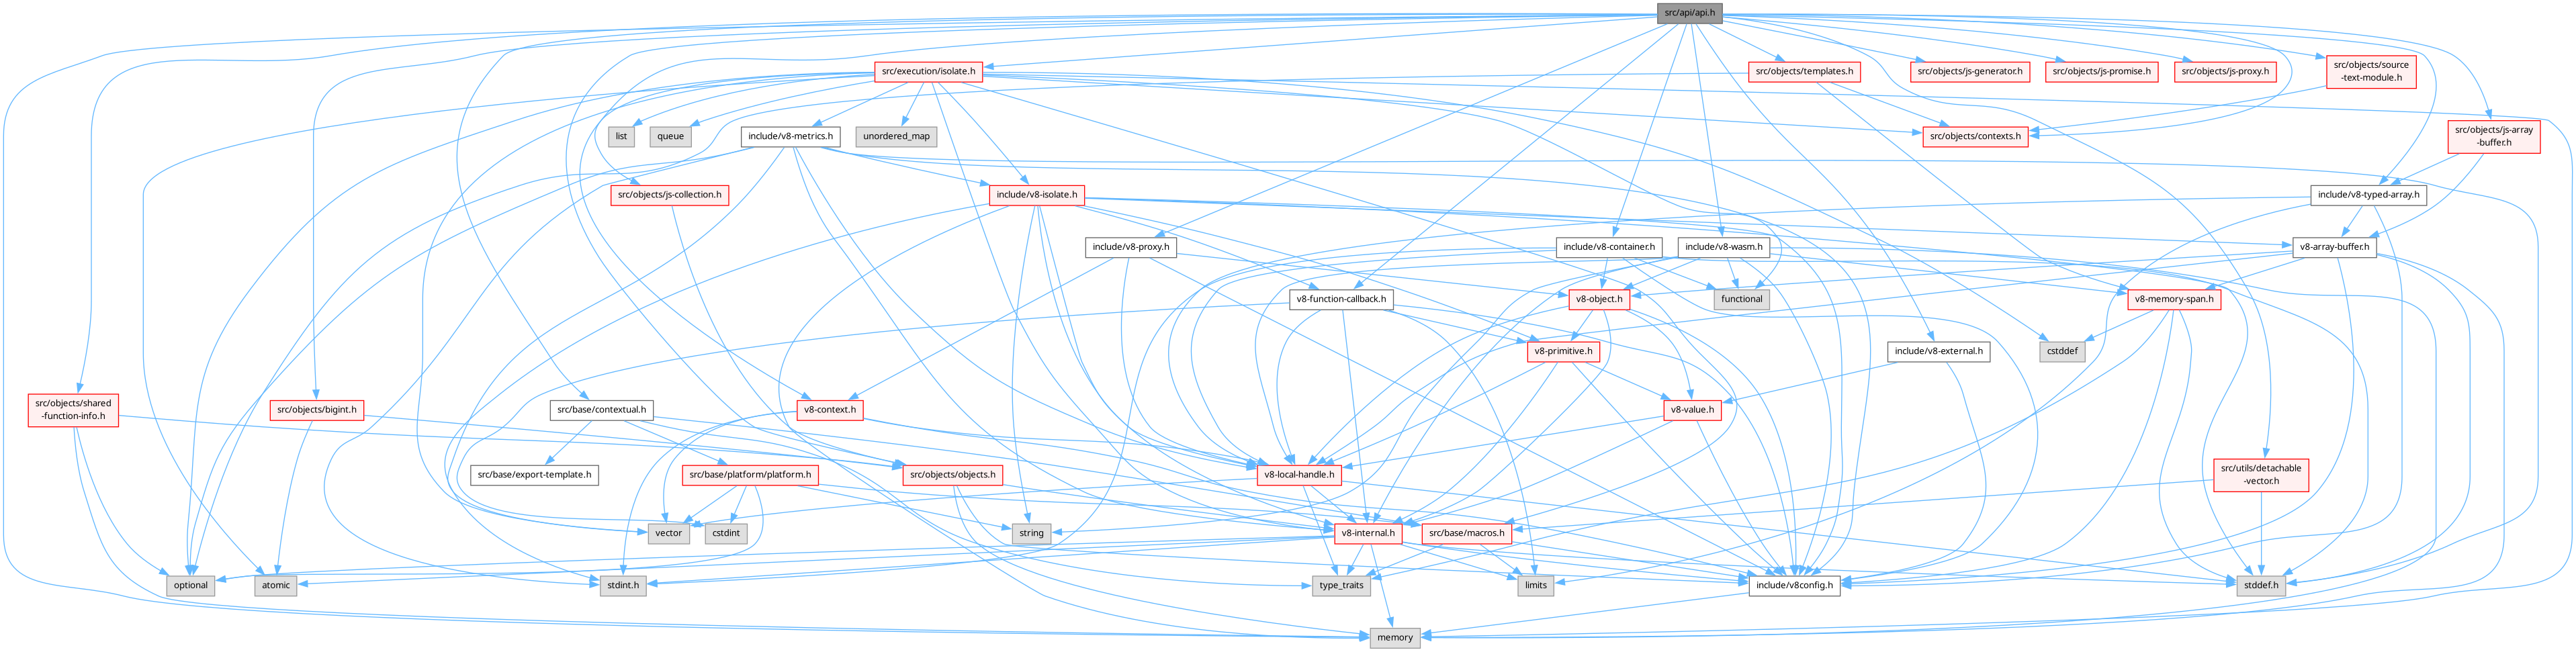 src/api/api.h
src/execution/isolate.h
src/objects/templates.h
src/objects/js-generator.h
src/objects/js-promise.h
src/objects/js-proxy.h
src/objects/source
-text-module.h
list
queue
include/v8-metrics.h
unordered_map
src/objects/contexts.h
src/objects/js-array
-buffer.h
src/objects/js-collection.h
include/v8-isolate.h
include/v8-typed-array.h
include/v8-proxy.h
include/v8-container.h
include/v8-wasm.h
v8-array-buffer.h
v8-function-callback.h
v8-object.h
functional
v8-memory-span.h
v8-primitive.h
include/v8-external.h
cstddef
src/objects/shared
-function-info.h
src/objects/bigint.h
src/base/contextual.h
v8-context.h
v8-value.h
src/base/export-template.h
src/base/platform/platform.h
src/objects/objects.h
v8-local-handle.h
src/utils/detachable
-vector.h
vector
cstdint
string
v8-internal.h
src/base/macros.h
optional
atomic
stdint.h
type_traits
limits
include/v8config.h
stddef.h
memory